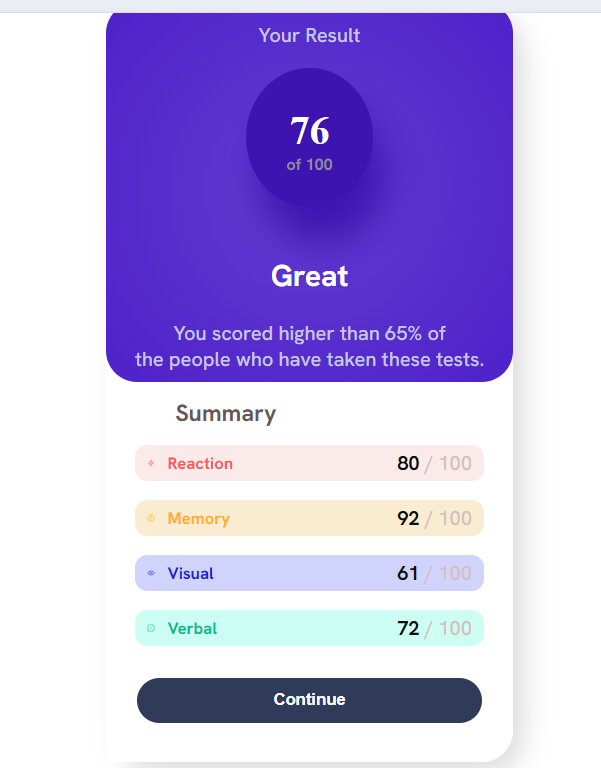 Your Result
76
of 100
Great
You scored higher than 65% of
the people who have taken these tests.
Summary
Reaction 80 / 100
Memory 92 / 100
Visual 61 / 100
Verbal 72 / 100
Continue